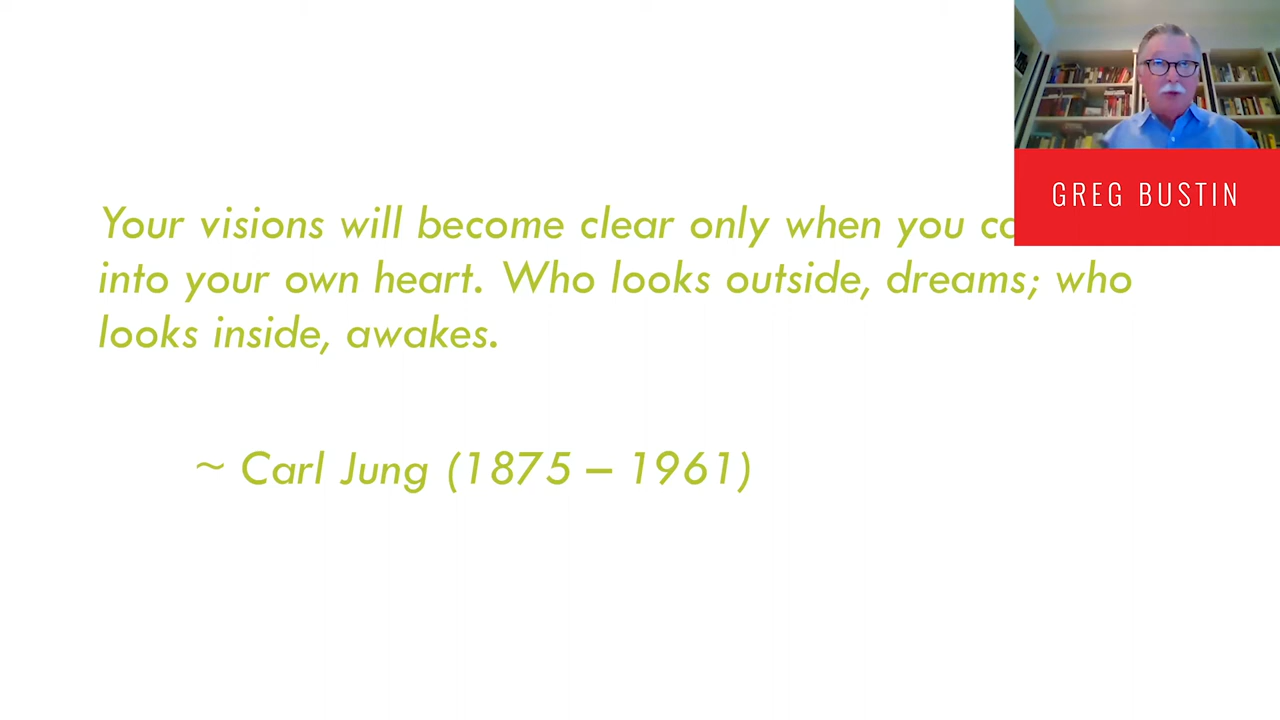 GREG BUSTIN
Your visions will become clear only when you
into your own heart. Who looks outside, dreams; who
looks inside, awakes.
~ Carl Jung (1875 – 1961)